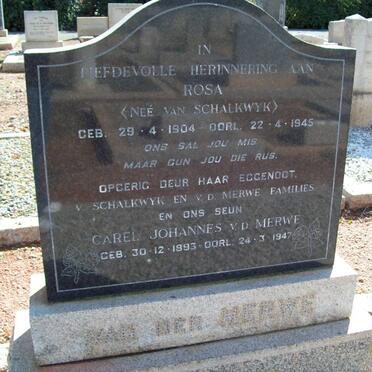 IN
LIEFDEVOLLE HERINNERING AAN
ROSA
(NEÉ VAN SCHALKWYK)
GEB. 29-4-1904 - OORL. 22-4-1945
ONS SAL JOU MIS
MAAR GUN JOU DIE RUS.
OPGERIG DEUR HAAR EGGENOOT.
V. SCHALKWYK EN V.D. MERWE FAMILIES
EN ONS SEUN
CAREL JOHANNES V.D. MERWE
GEB. 30-12-1993 - OORL. 24-3-1947
VAN DER MERWE